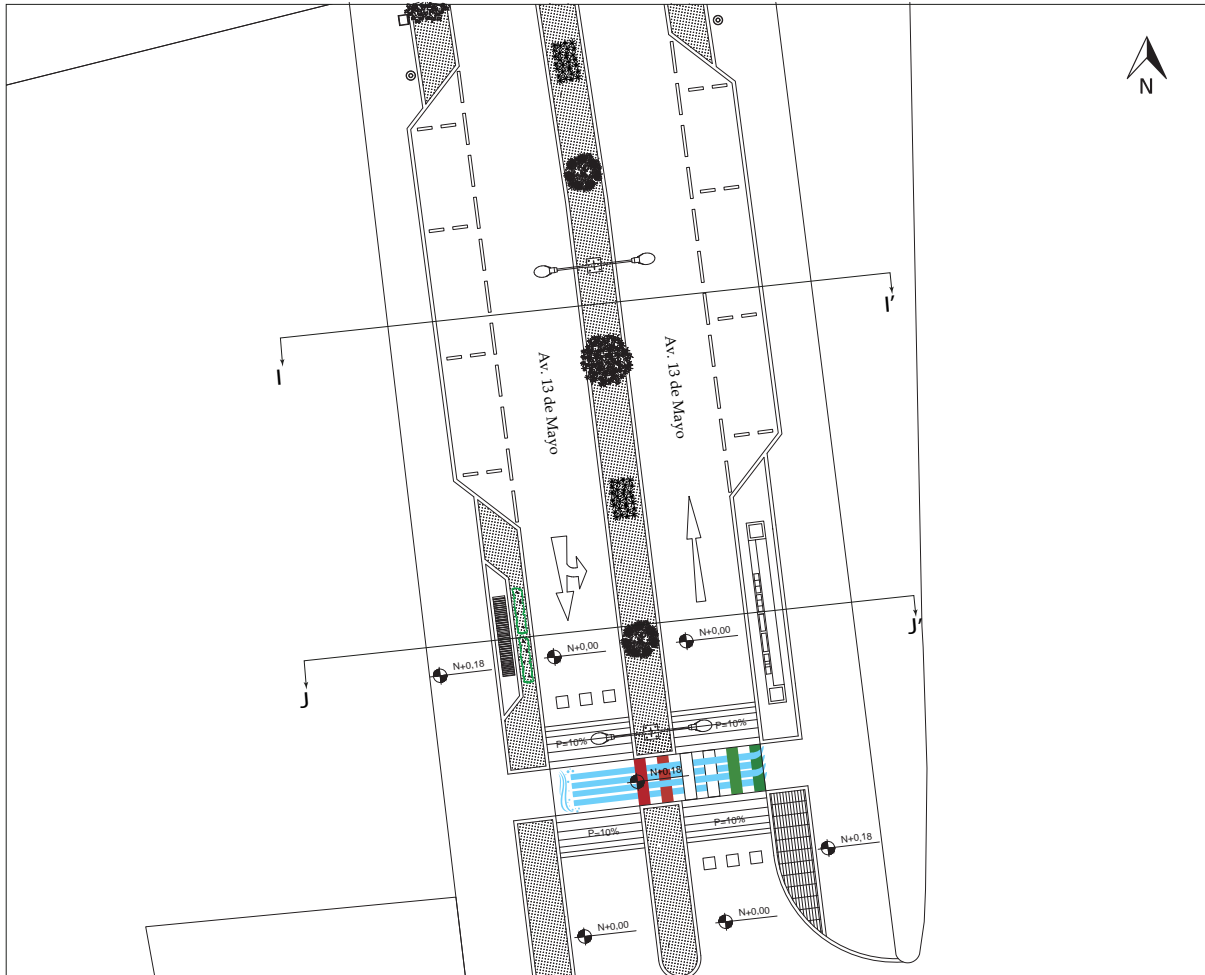 N
I'
I
Av. 13 de Mayo
Av. 13 de Mayo
J'
N+0,00
N+0,00
N+0,18
J
P=10%
P=10%
N+0,18
P=10%
P=10%
N+0,18
N+0,00
N+0,00